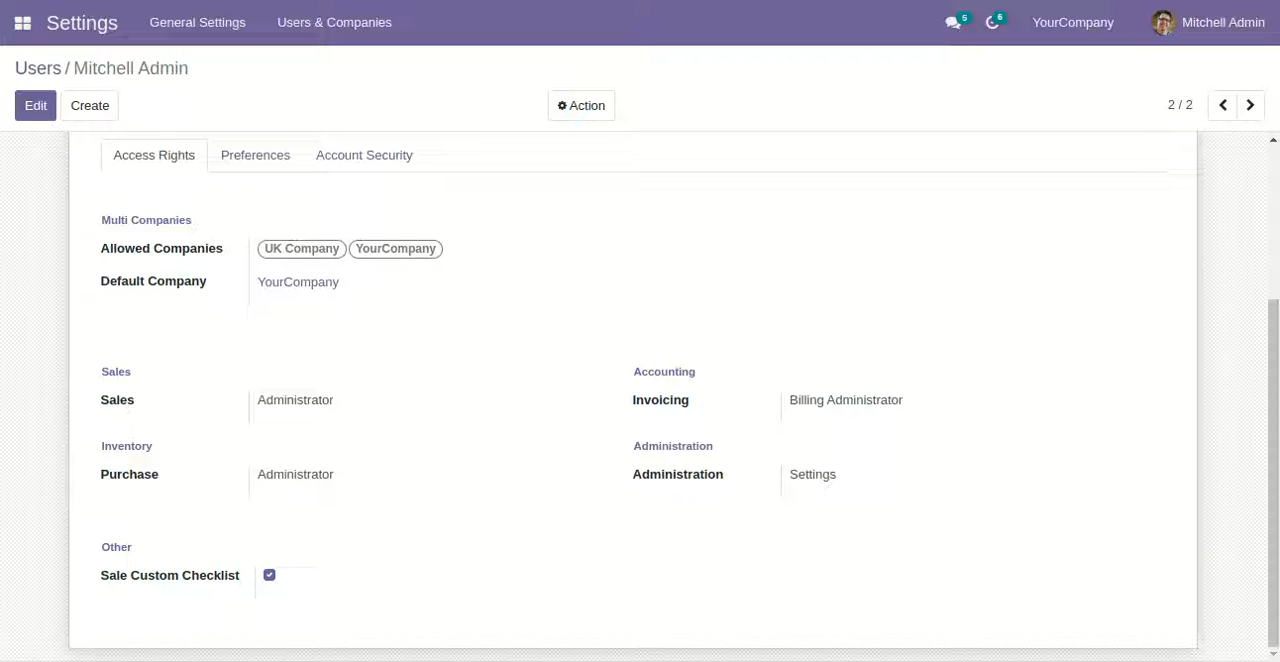 Settings General Settings Users & Companies 5 6 YourCompany Mitchell Admin
Users / Mitchell Admin
Edit Create Action 2 / 2
Access Rights Preferences Account Security
Multi Companies
Allowed Companies UK Company YourCompany
Default Company YourCompany
Sales Accounting
Sales Administrator Invoicing Billing Administrator
Inventory Administration
Purchase Administrator Administration Settings
Other
Sale Custom Checklist